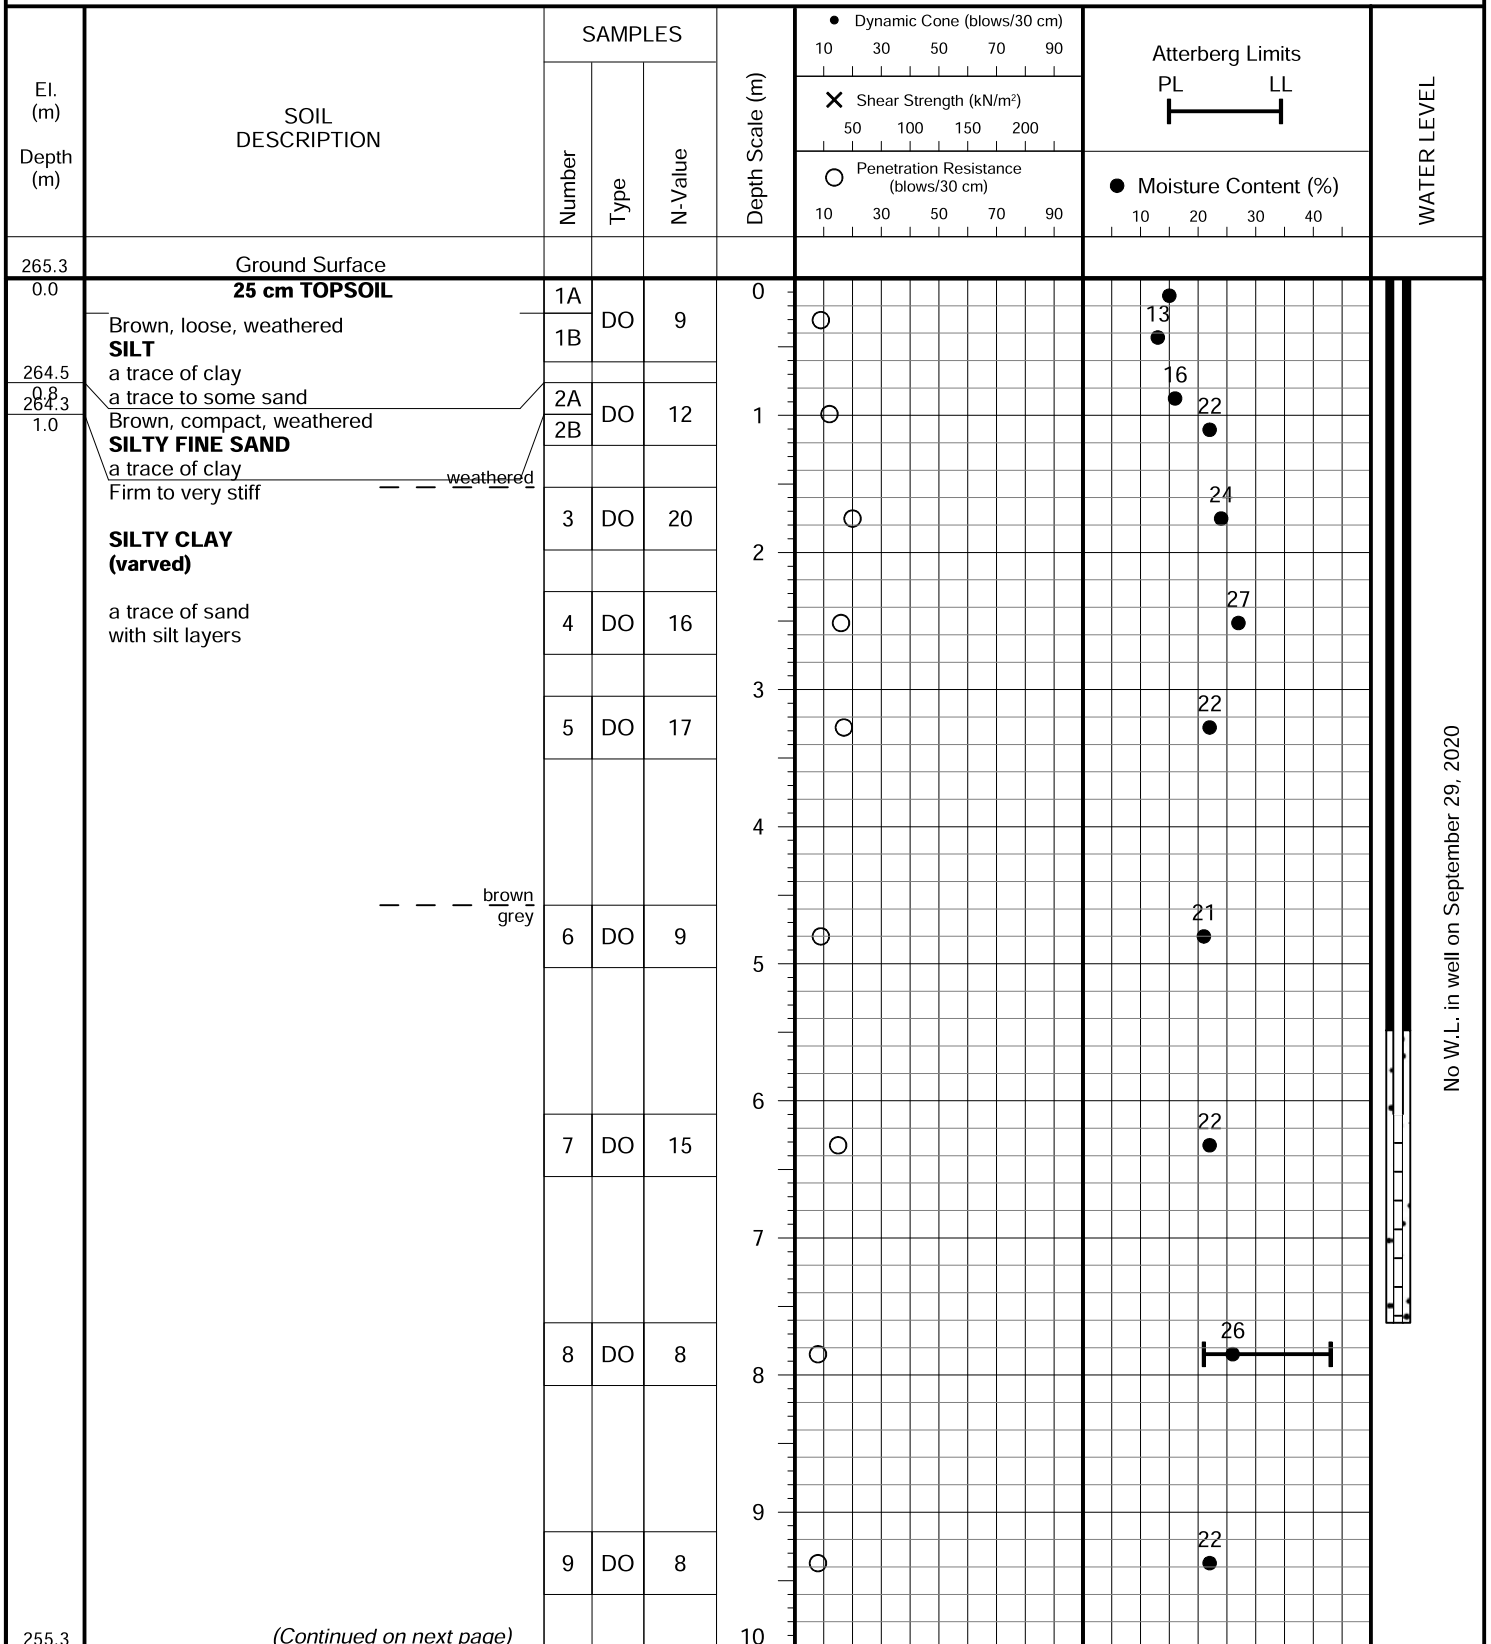 El.
(m)
Depth
(m)
SOIL
DESCRIPTION
SAMPLES
Number
Type
N-Value
Depth Scale (m)
Dynamic Cone (blows/30 cm)
10 30 50 70 90
Shear Strength (kN/m²)
50 100 150 200
Penetration Resistance
(blows/30 cm)
10 30 50 70 90
Atterberg Limits
PL LL
Moisture Content (%)
10 20 30 40
WATER LEVEL
265.3 Ground Surface
0.0 25 cm TOPSOIL
Brown, loose, weathered
SILT
a trace of clay
a trace to some sand
264.5
0.8
264.3
1.0
Brown, compact, weathered
SILTY FINE SAND
a trace of clay
weathered
Firm to very stiff
SILTY CLAY
(varved)
a trace of sand
with silt layers
brown
grey
1A
1B DO 9
2A
2B DO 12
3 DO 20
4 DO 16
5 DO 17
6 DO 9
7 DO 15
8 DO 8
9 DO 8
0
1
2
3
4
5
6
7
8
9
10
13
16
22
24
27
22
21
22
26
22
No W.L. in well on September 29, 2020
255.3 (Continued on next page)